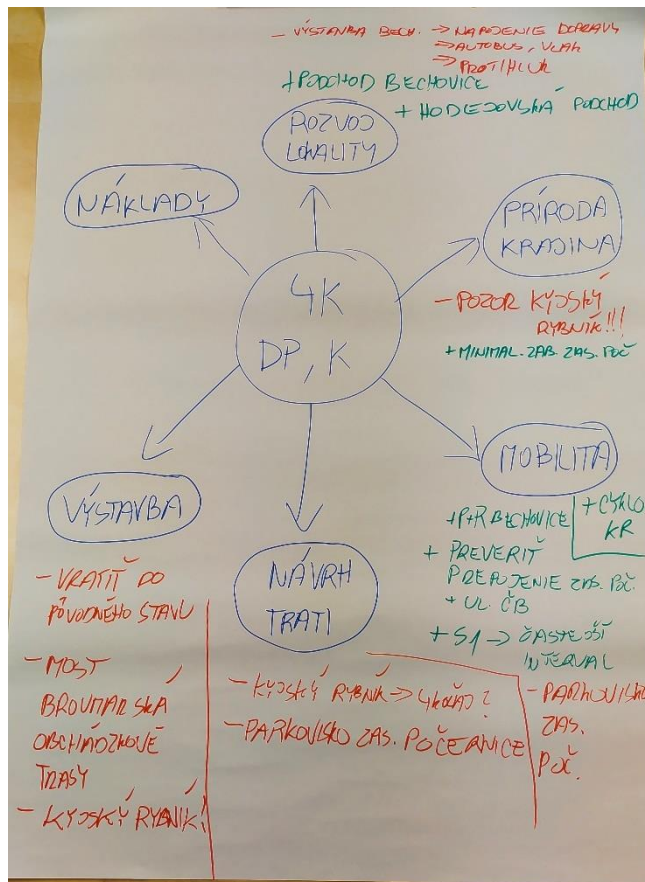 - VÝSTAVBA BECH. → NAPOJENIE DOPRAVY
→ AUTOBUS, VLAK
→ PROTIHLUK
+ PODCHOD BECHOVICE
+ HODEJOVSKÁ PODCHOD
ROZVOJ
LOKALITY
NÁKLADY
PRÍRODA
KRAJINA
- POZOR KYJSKÝ
RYBNÍK!!!
+ MINIMAL. ZAB. ZAS. POČ
4K
DP, K
MOBILITA
+ P+R BECHOVICE
+ PREVERIŤ
PREPOJENIE ZAS. POČ.
+ UL. ČB
+ S1 → ČASTEJŠÍ
INTERVAL
+ CYKLO
KR
- PARKOVISKO
ZAS.
POČ.
VÝSTAVBA
- VRATIŤ DO
PÔVODNÉHO STAVU
- MOST
BROUMARSKÁ
OBCHÁDZKOVÉ
TRASY
- KYJSKÝ RYBNÍK!
NÁVRH
TRATI
- KYJSKÝ RYBNÍK → 4KOĽAJ?
- PARKOVISKO ZAS. POČERNICE